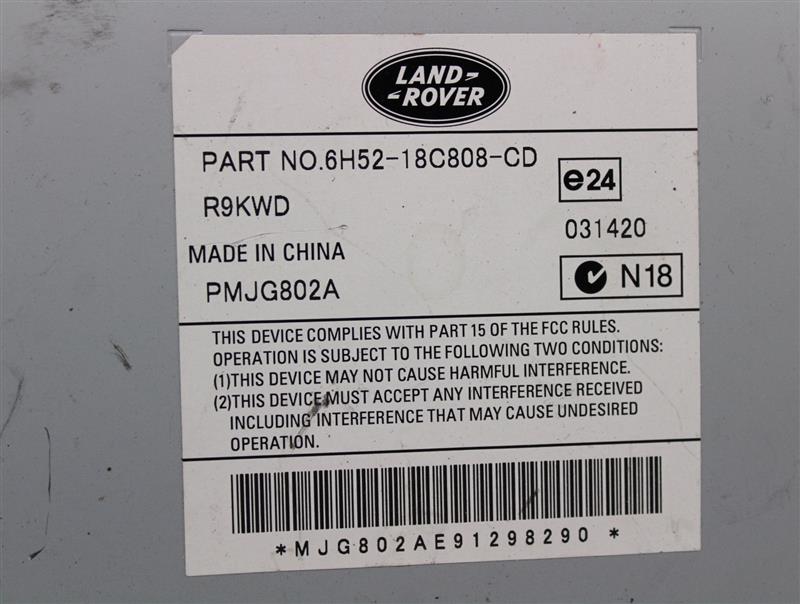 LAND-
-ROVER
PART NO.6H52-18C808-CD
e24
R9KWD
031420
MADE IN CHINA
N18
PMJG802A
THIS DEVICE COMPLIES WITH PART 15 OF THE FCC RULES.
OPERATION IS SUBJECT TO THE FOLLOWING TWO CONDITIONS:
(1)THIS DEVICE MAY NOT CAUSE HARMFUL INTERFERENCE.
(2)THIS DEVICE MUST ACCEPT ANY INTERFERENCE RECEIVED
INCLUDING INTERFERENCE THAT MAY CAUSE UNDESIRED
OPERATION.
*MJG802AE91298290*